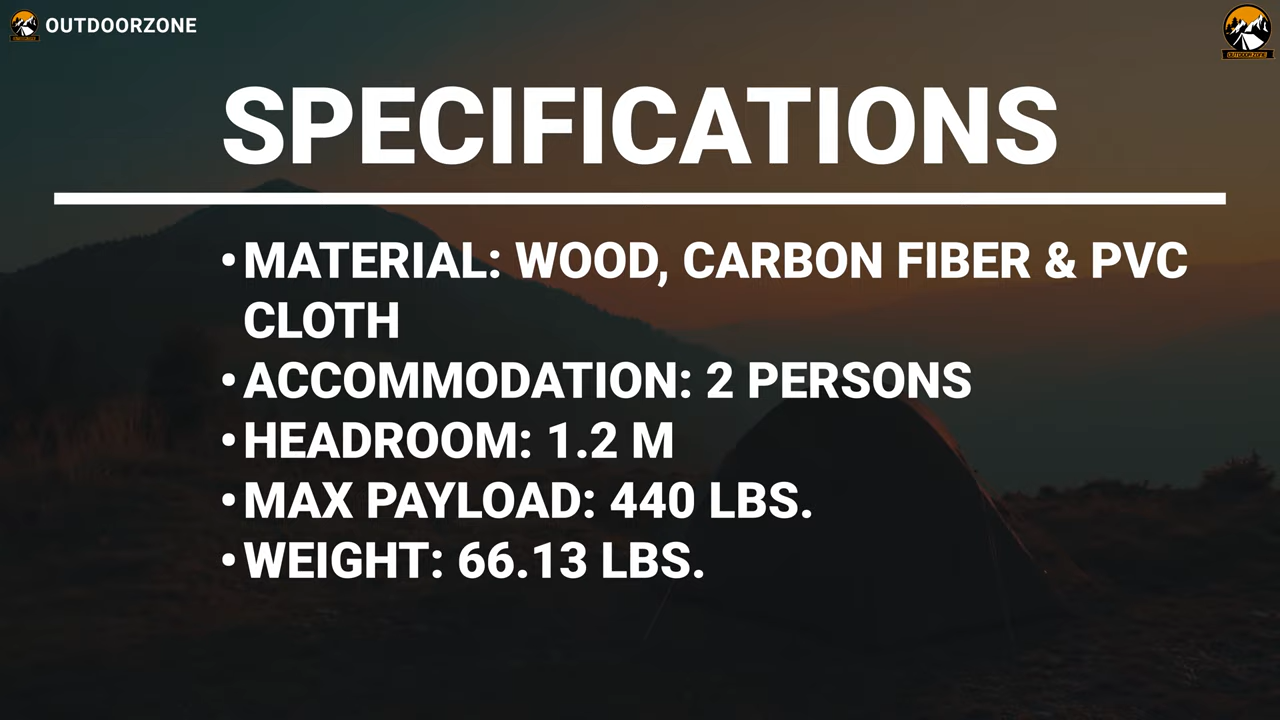 OUTDOORZONE
OUTDOORZONE
SPECIFICATIONS
• MATERIAL: WOOD, CARBON FIBER & PVC
CLOTH
• ACCOMMODATION: 2 PERSONS
• HEADROOM: 1.2 M
• MAX PAYLOAD: 440 LBS.
• WEIGHT: 66.13 LBS.